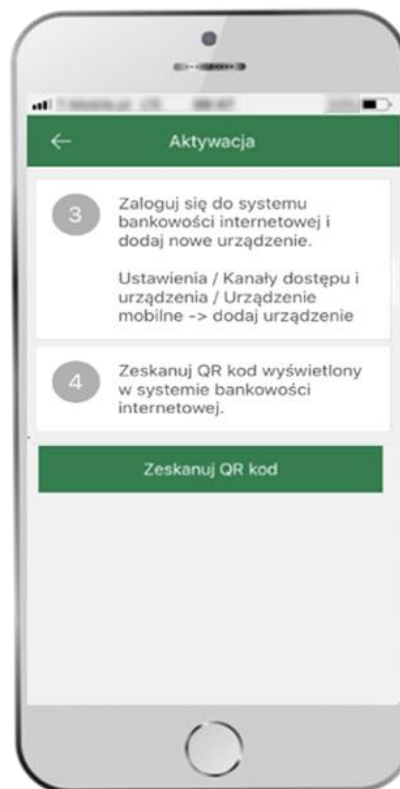 Aktywacja
3
Zaloguj się do systemu
bankowości internetowej i
dodaj nowe urządzenie.
Ustawienia / Kanały dostępu i
urządzenia / Urządzenie
mobilne -> dodaj urządzenie
4
Zeskanuj QR kod wyświetlony
w systemie bankowości
internetowej.
Zeskanuj QR kod